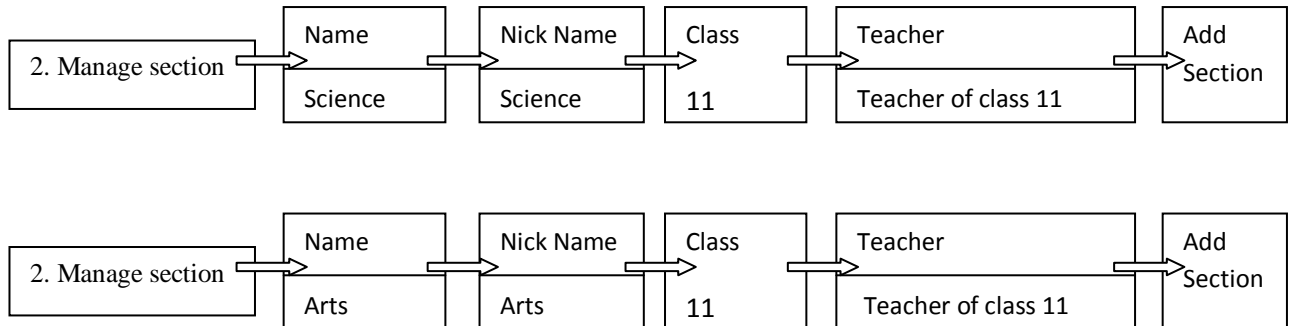 2. Manage section
Name
Science
Nick Name
Science
Class
11
Teacher
Teacher of class 11
Add
Section
2. Manage section
Name
Arts
Nick Name
Arts
Class
11
Teacher
Teacher of class 11
Add
Section